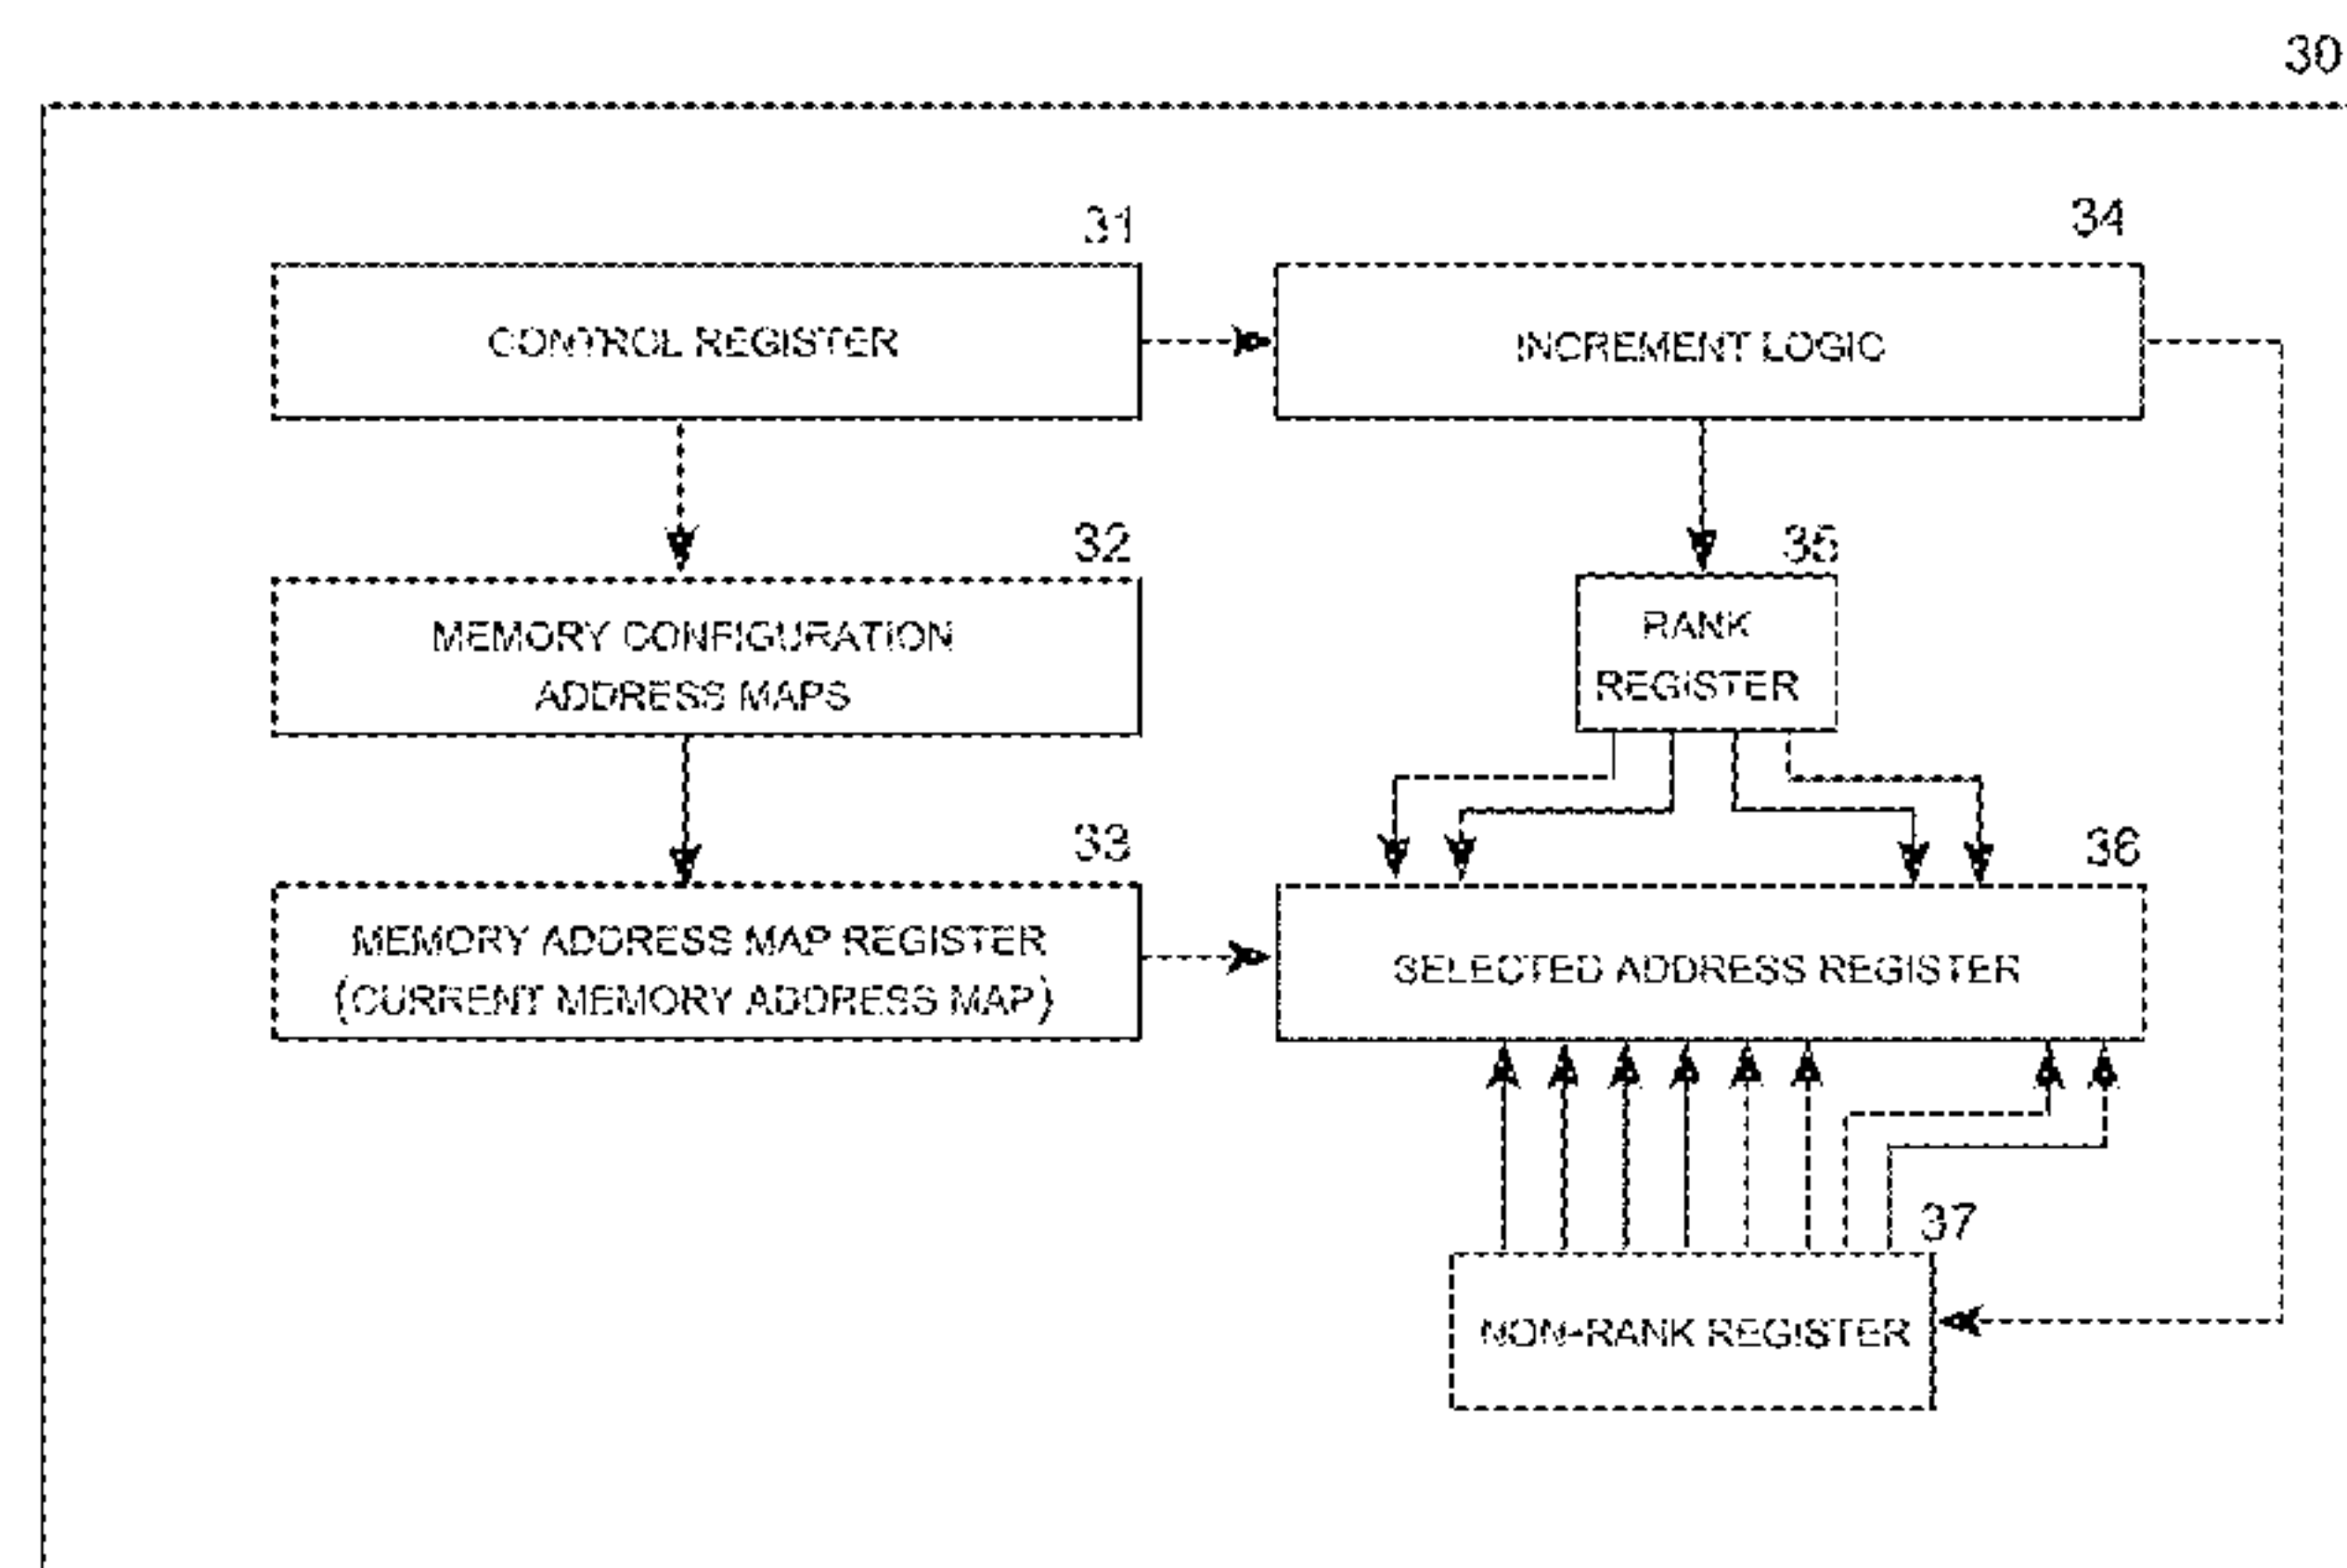 30
31
CONTROL REGISTER
34
INCREMENT LOGIC
32
MEMORY CONFIGURATION
ADDRESS MAPS
35
RANK
REGISTER
33
MEMORY ADDRESS MAP REGISTER
(CURRENT MEMORY ADDRESS MAP)
36
SELECTED ADDRESS REGISTER
37
NON-RANK REGISTER